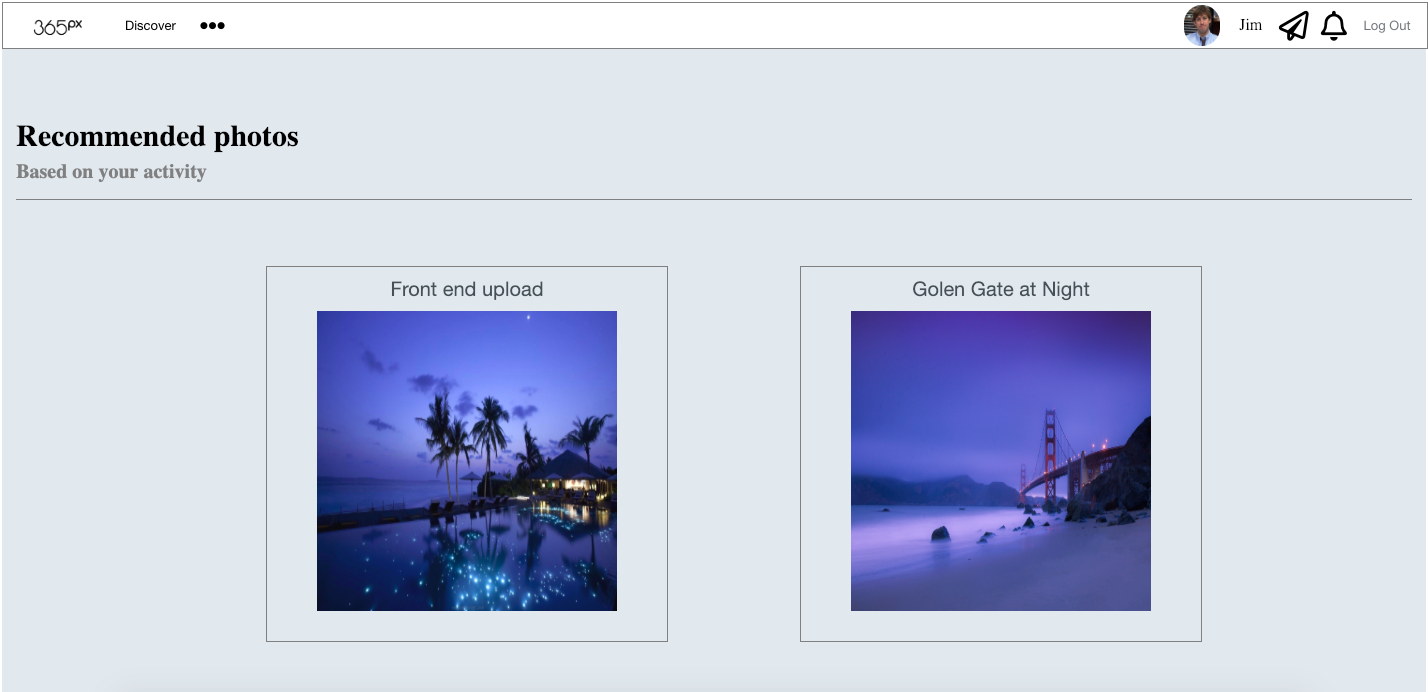 365px Discover ••• Jim Log Out
Recommended photos
Based on your activity
Front end upload
Golen Gate at Night